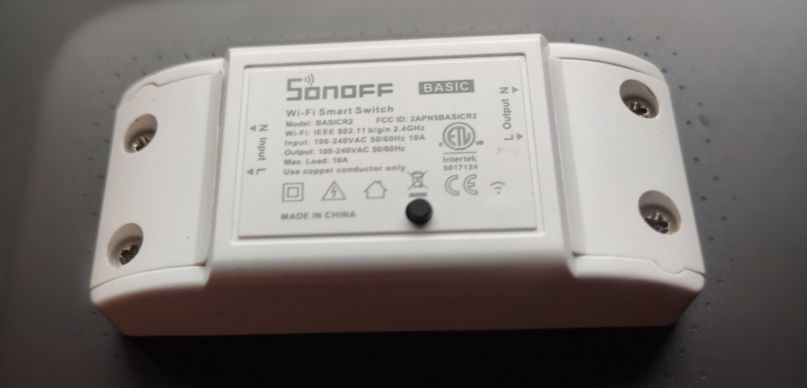 SONOFF BASIC
Wi-Fi Smart Switch
Model: BASICR2 FCC ID: 2APN5BASICR2
Wi-Fi: IEEE 802.11 b/g/n 2.4GHz
Input: 100-240VAC 50/60Hz 10A
Output: 100-240VAC 50/60Hz
Max. Load: 10A
Use copper conductor only
N Input L
L Output N
ETL
Intertek
5017124
CE
MADE IN CHINA